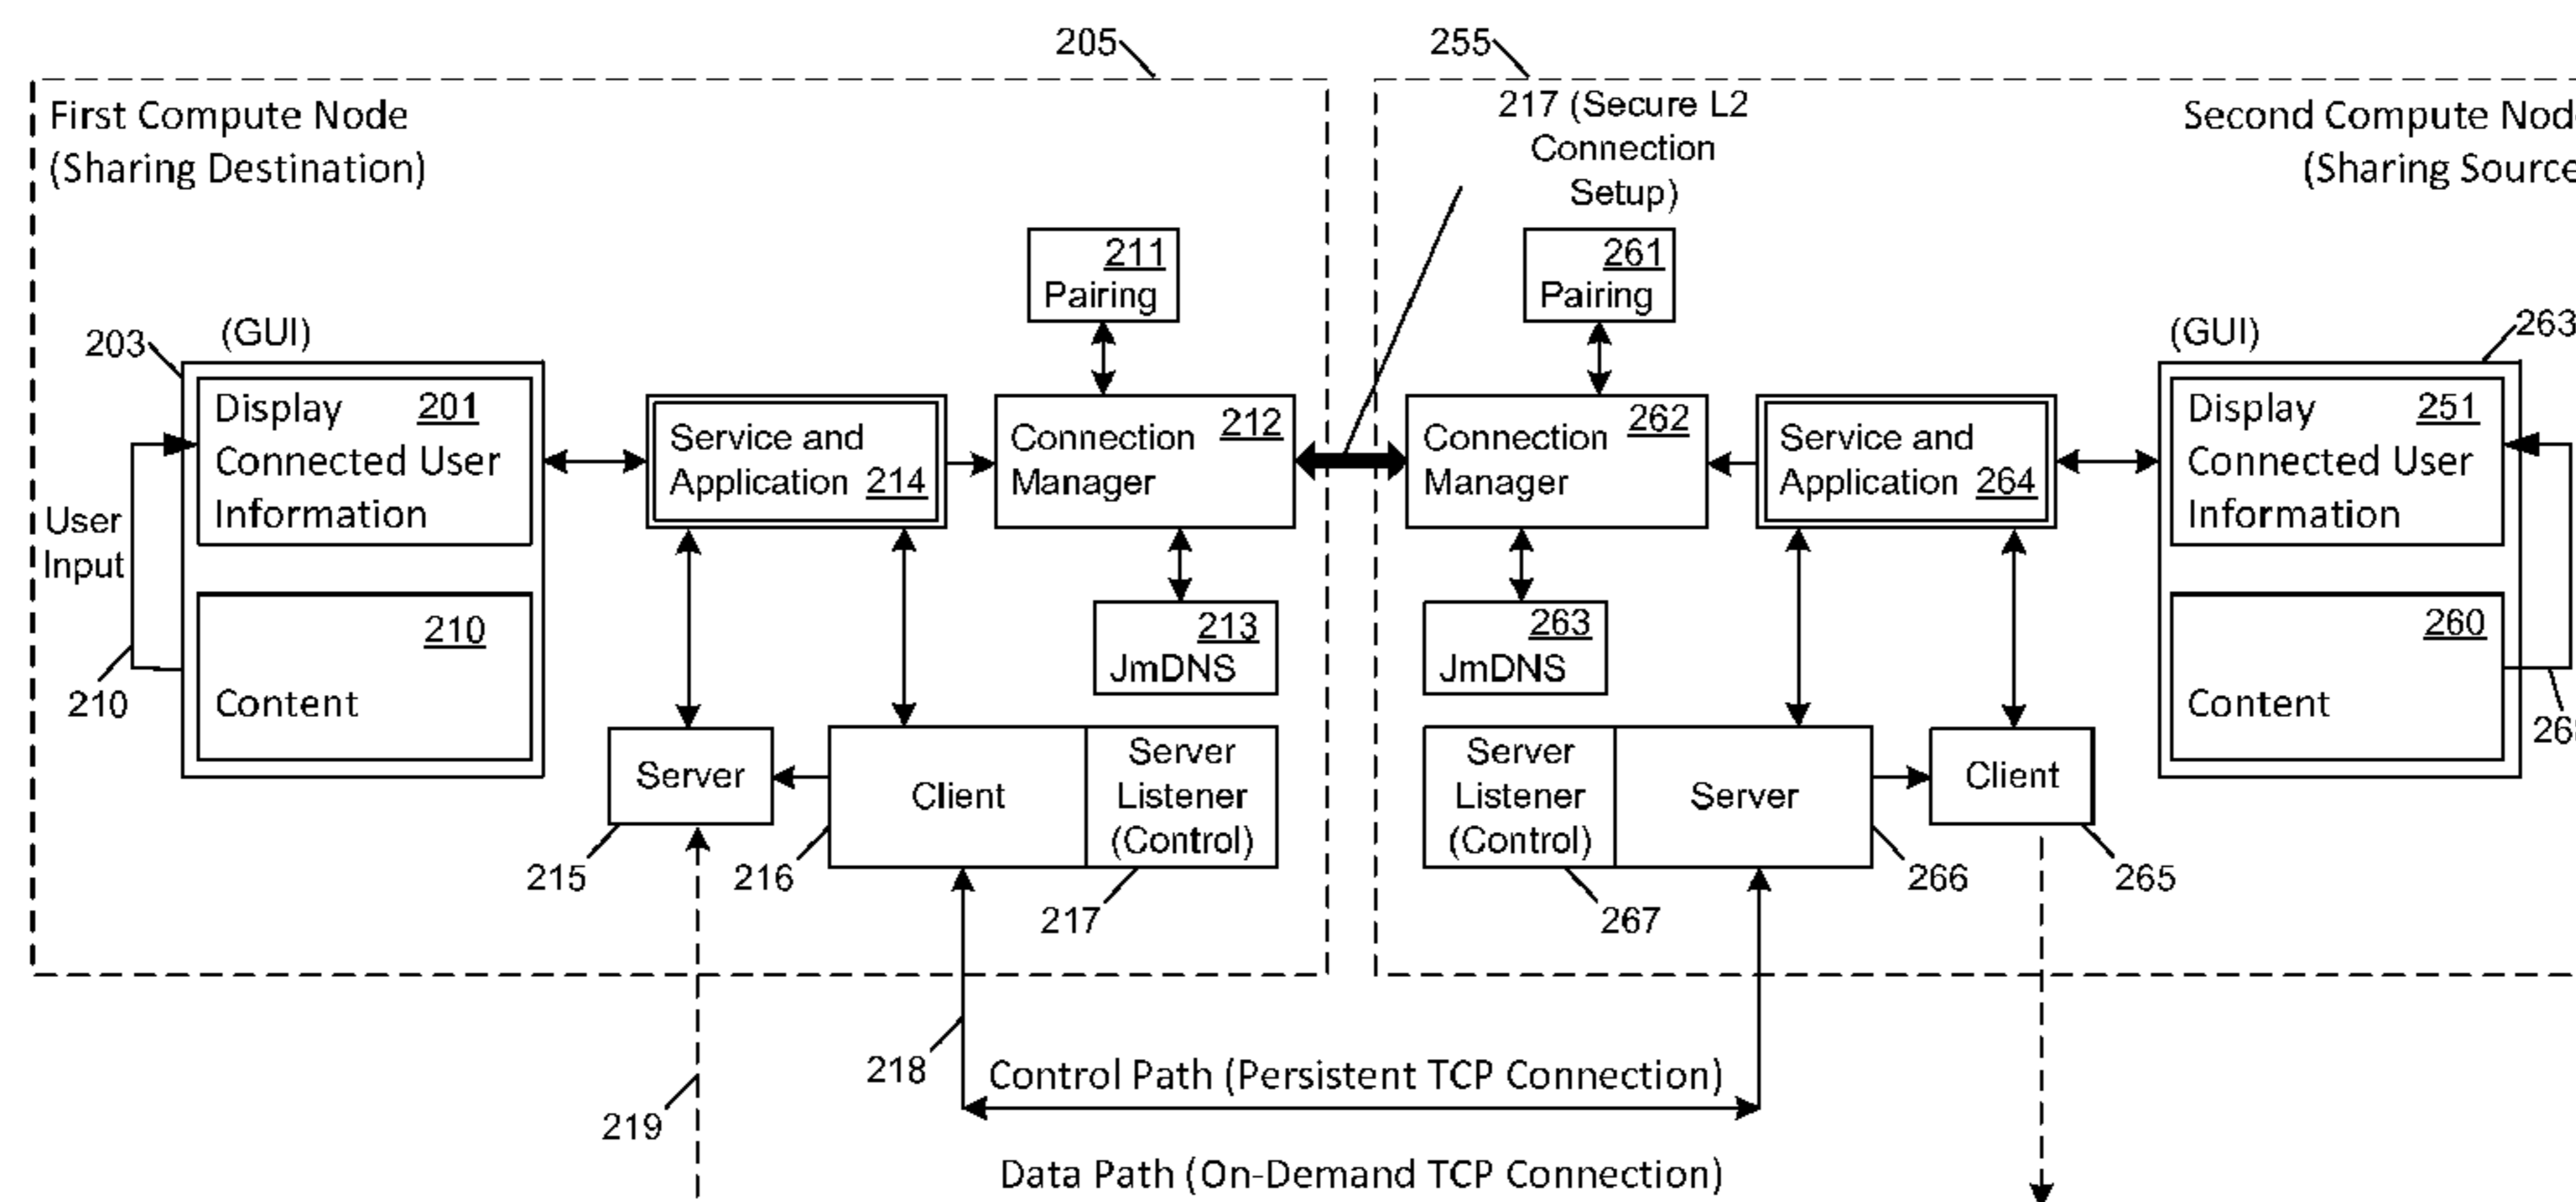 205
255
First Compute Node
(Sharing Destination)
217 (Secure L2
Connection
Setup)
Second Compute Nod
(Sharing Source
211
Pairing
261
Pairing
203
(GUI)
(GUI)
263
Display 201
Connected User
Information
Service and
Application 214
Connection 212
Manager
Connection 262
Manager
Service and
Application 264
Display 251
Connected User
Information
User
Input
210
Content
210
213
JmDNS
263
JmDNS
260
Content
26
Server
Client
Server
Listener
(Control)
Server
Listener
(Control)
Server
Client
215
216
217
267
266
265
218
Control Path (Persistent TCP Connection)
219
Data Path (On-Demand TCP Connection)